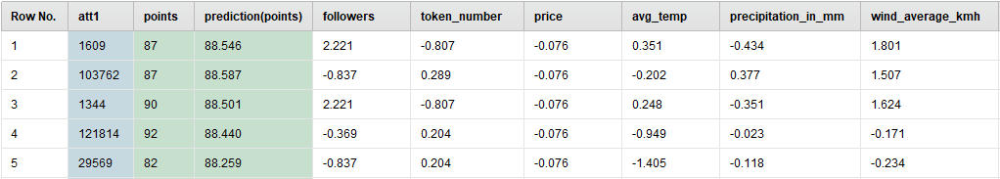 Row No. att1 points prediction(points) followers token_number price avg_temp precipitation_in_mm wind_average_kmh
1 1609 87 88.546 2.221 -0.807 -0.076 0.351 -0.434 1.801
2 103762 87 88.587 -0.837 0.289 -0.076 -0.202 0.377 1.507
3 1344 90 88.501 2.221 -0.807 -0.076 0.248 -0.351 1.624
4 121814 92 88.440 -0.369 0.204 -0.076 -0.949 -0.023 -0.171
5 29569 82 88.259 -0.837 0.204 -0.076 -1.405 -0.118 -0.234